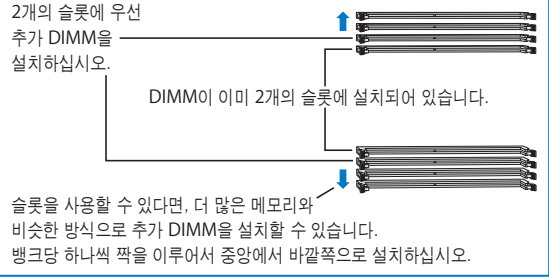 2개의 슬롯에 우선
추가 DIMM을
설치하십시오.
DIMM이 이미 2개의 슬롯에 설치되어 있습니다.
슬롯을 사용할 수 있다면, 더 많은 메모리와
비슷한 방식으로 추가 DIMM을 설치할 수 있습니다.
뱅크당 하나씩 짝을 이루어서 중앙에서 바깥쪽으로 설치하십시오.